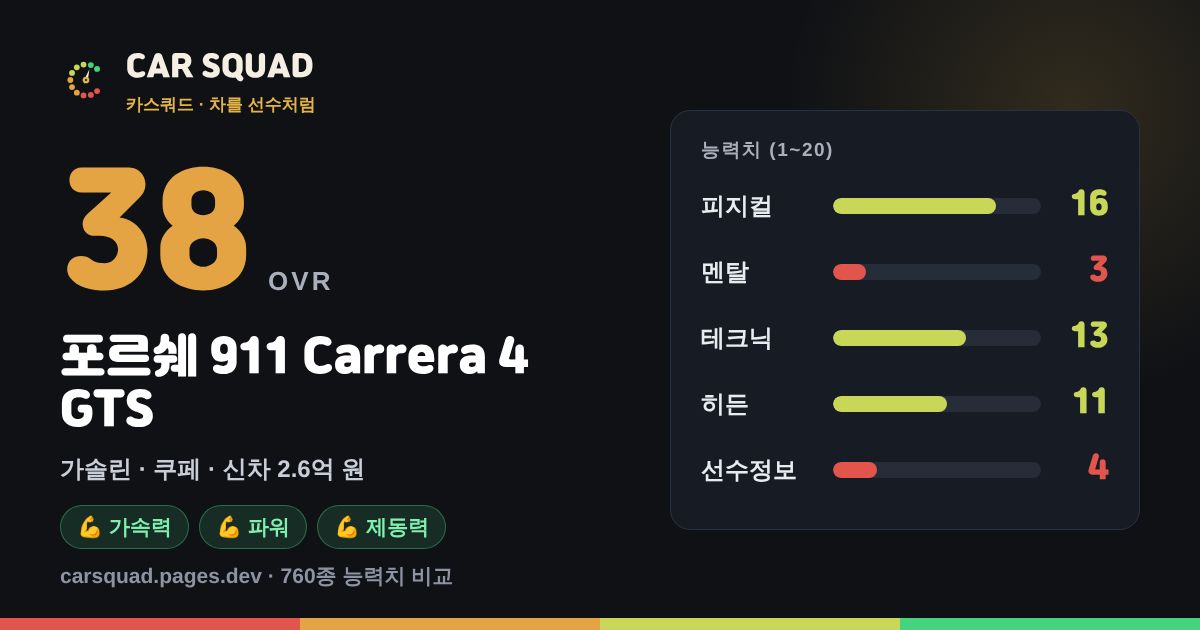 CAR SQUAD
카스쿼드 · 차를 선수처럼
38 OVR
포르쉐 911 Carrera 4
GTS
가솔린 · 쿠페 · 신차 2.6억 원
💪 가속력 💪 파워 💪 제동력
carsquad.pages.dev · 760종 능력치 비교
능력치 (1~20)
피지컬 16
멘탈 3
테크닉 13
히든 11
선수정보 4